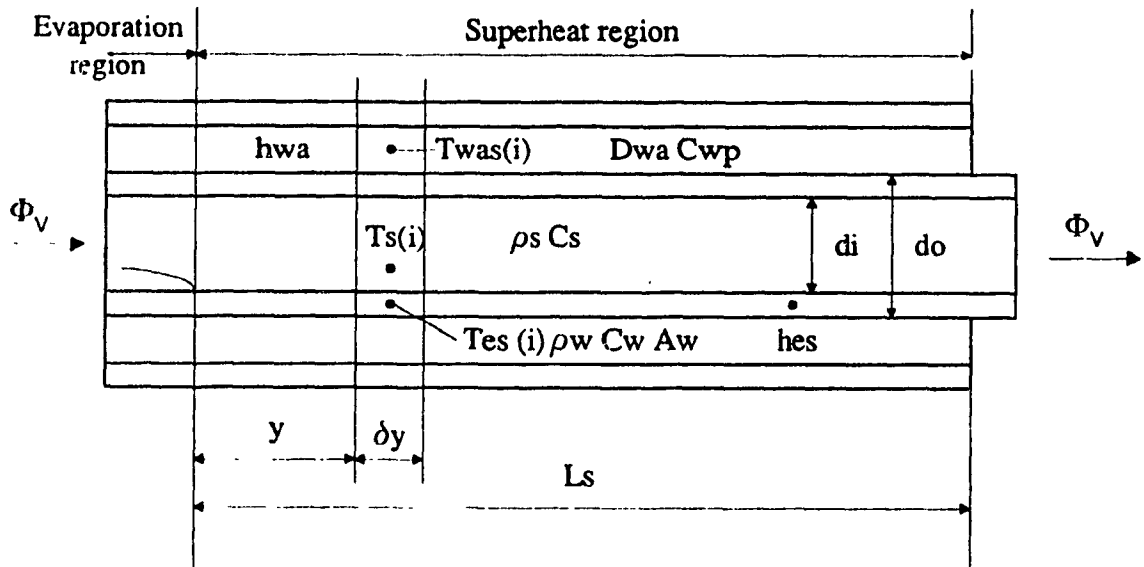 Evaporation
region
Superheat region
hwa
Twas(i)
Dwa Cwp
Φv
Ts(i)
ρs Cs
di
do
Φv
Tes (i) ρw Cw Aw
hes
y
δy
Ls